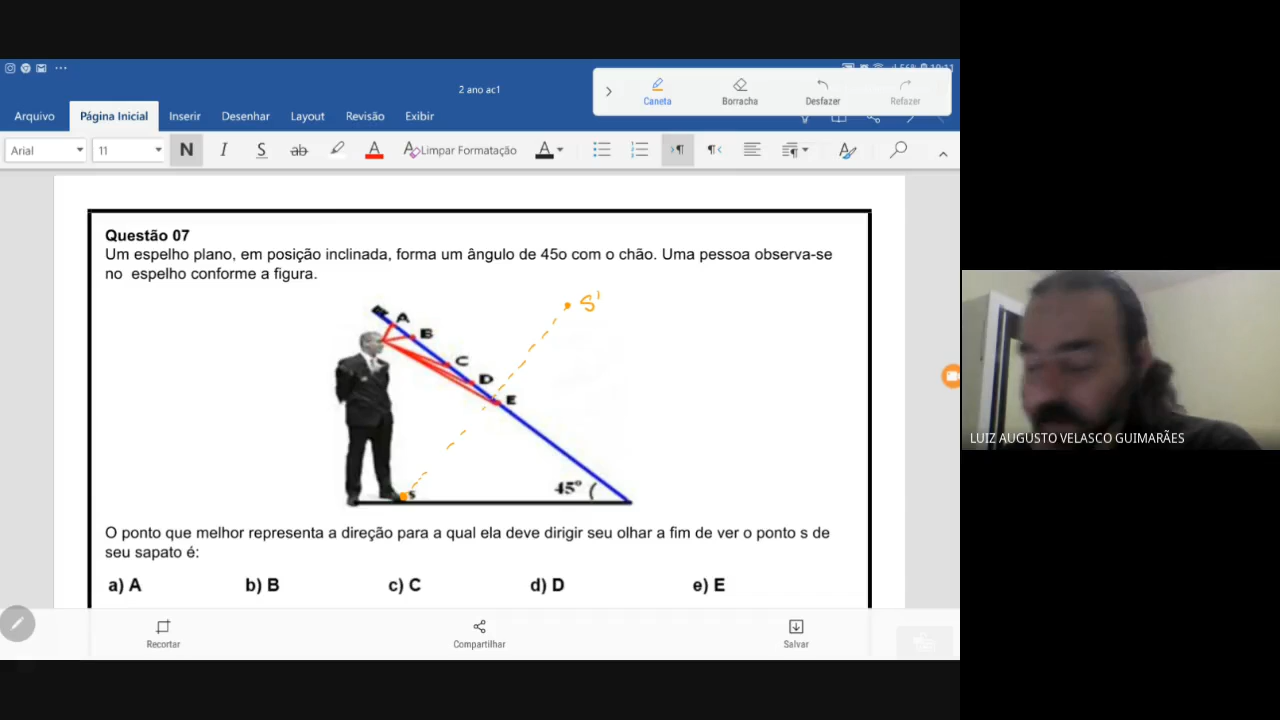 2 ano ac1
Caneta
Borracha
Desfazer
Refazer
Arquivo
Página Inicial
Inserir
Desenhar
Layout
Revisão
Exibir
Arial
11
N
I
S
ab
A
Limpar Formatação
A
Questão 07
Um espelho plano, em posição inclinada, forma um ângulo de 45o com o chão. Uma pessoa observa-se
no espelho conforme a figura.
S'
A
B
C
D
E
45°
s
O ponto que melhor representa a direção para a qual ela deve dirigir seu olhar a fim de ver o ponto s de
seu sapato é:
a) A b) B c) C d) D e) E
Recortar
Compartilhar
Salvar
LUIZ AUGUSTO VELASCO GUIMARÃES